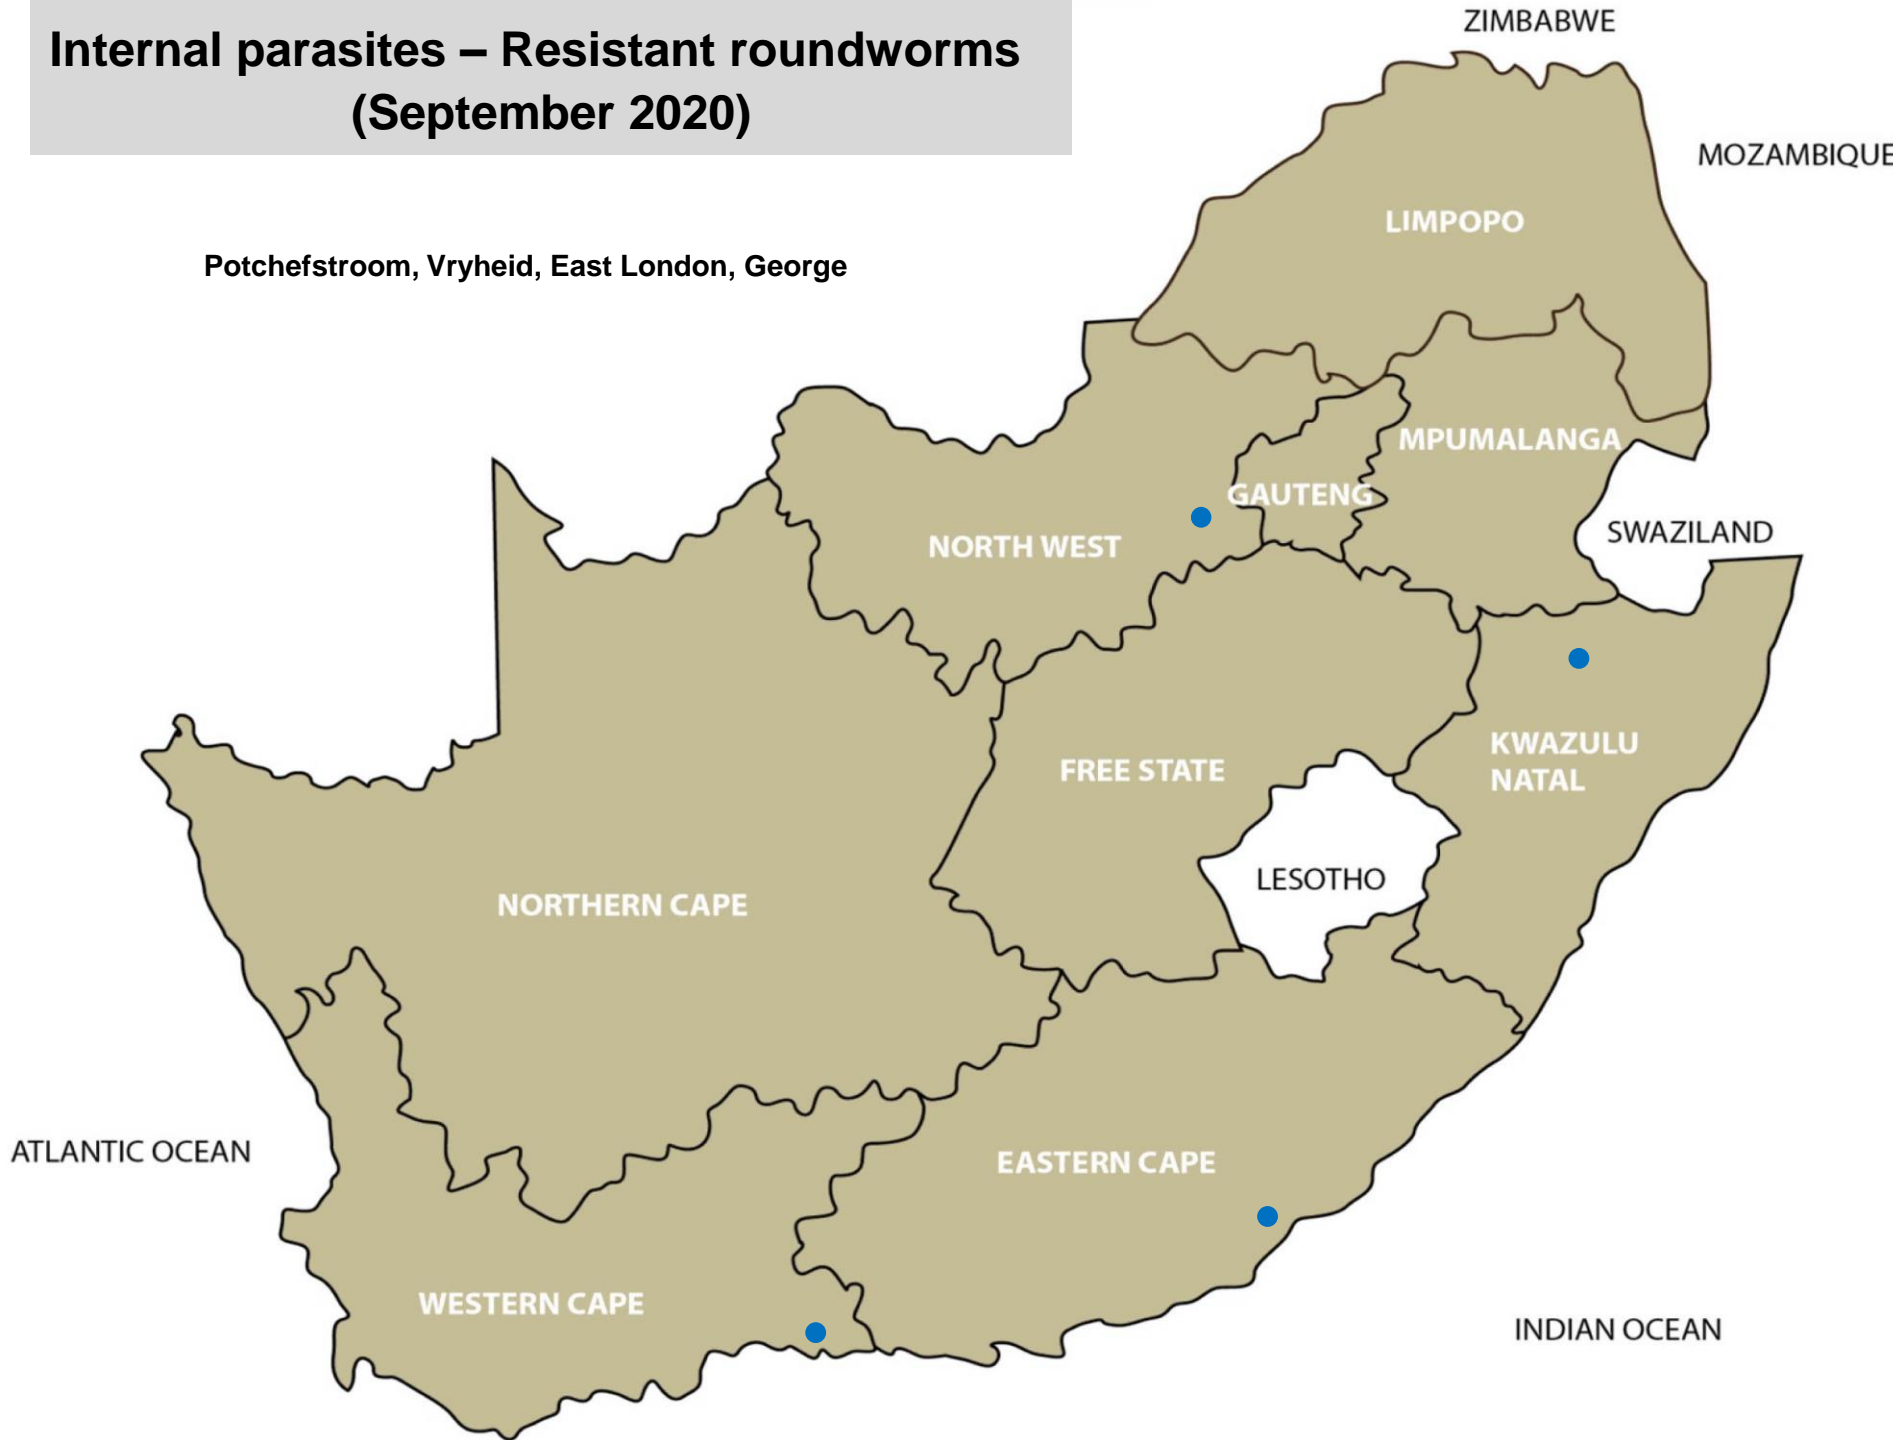 Internal parasites – Resistant roundworms
(September 2020)
ZIMBABWE
MOZAMBIQUE
LIMPOPO
Potchefstroom, Vryheid, East London, George
MPUMALANGA
GAUTENG
SWAZILAND
NORTH WEST
KWAZULU
NATAL
FREE STATE
LESOTHO
NORTHERN CAPE
ATLANTIC OCEAN
EASTERN CAPE
WESTERN CAPE
INDIAN OCEAN